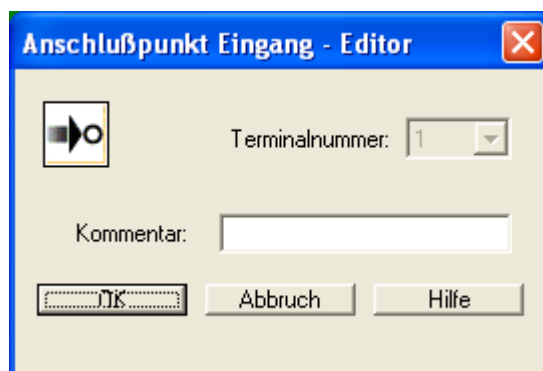 Anschlußpunkt Eingang - Editor
Terminalnummer: 1
Kommentar:
OK Abbruch Hilfe